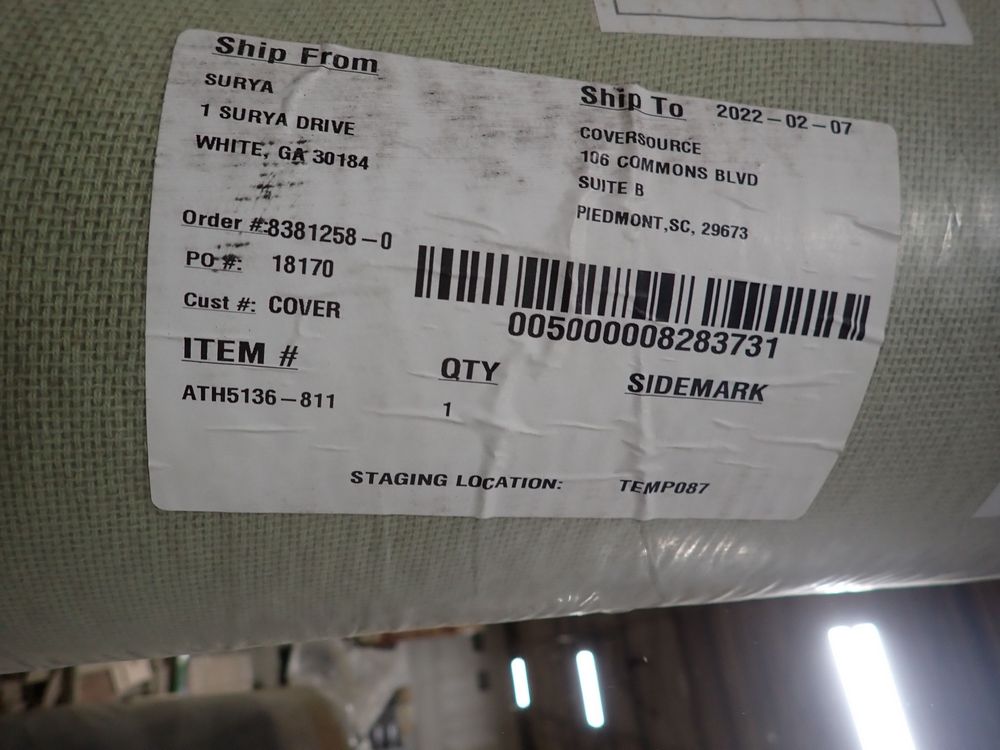 Ship From
SURYA
1 SURYA DRIVE
WHITE, GA 30184
Ship To 2022-02-07
COVERSOURCE
106 COMMONS BLVD
SUITE B
PIEDMONT,SC, 29673
Order #:8381258-0
PO #: 18170
Cust #: COVER
005000008283731
ITEM # QTY SIDEMARK
ATH5136-811 1
STAGING LOCATION: TEMP087